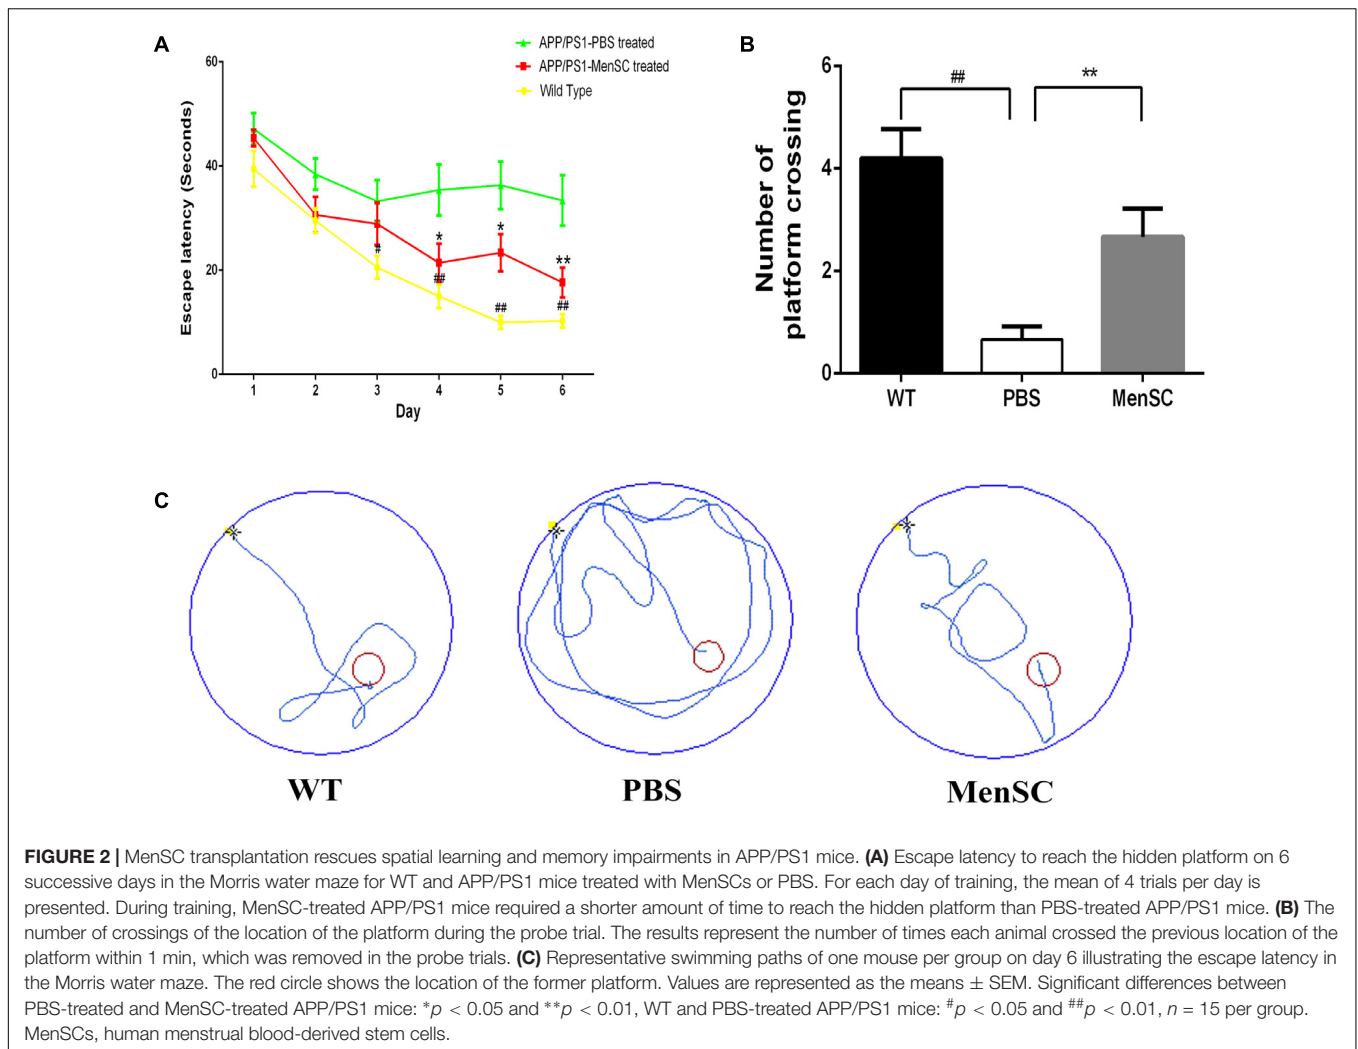 A
APP/PS1-PBS treated
APP/PS1-MenSC treated
Wild Type
Escape latency (Seconds)
60
40
20
0
* * **
# ## ## ##
1 2 3 4 5 6
Day
B
Number of
platform crossing
6
4
2
0
## **
WT PBS MenSC
C
WT PBS MenSC
FIGURE 2 | MenSC transplantation rescues spatial learning and memory impairments in APP/PS1 mice. (A) Escape latency to reach the hidden platform on 6
successive days in the Morris water maze for WT and APP/PS1 mice treated with MenSCs or PBS. For each day of training, the mean of 4 trials per day is
presented. During training, MenSC-treated APP/PS1 mice required a shorter amount of time to reach the hidden platform than PBS-treated APP/PS1 mice. (B) The
number of crossings of the location of the platform during the probe trial. The results represent the number of times each animal crossed the previous location of the
platform within 1 min, which was removed in the probe trials. (C) Representative swimming paths of one mouse per group on day 6 illustrating the escape latency in
the Morris water maze. The red circle shows the location of the former platform. Values are represented as the means ± SEM. Significant differences between
PBS-treated and MenSC-treated APP/PS1 mice: *p < 0.05 and **p < 0.01, WT and PBS-treated APP/PS1 mice: #p < 0.05 and ##p < 0.01, n = 15 per group.
MenSCs, human menstrual blood-derived stem cells.